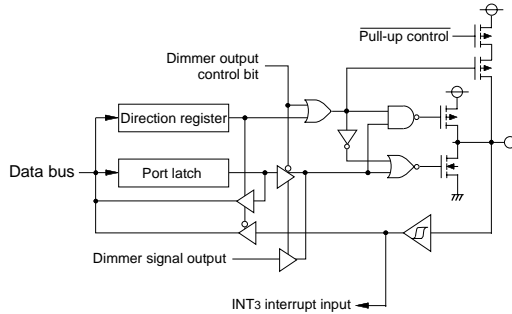 Pull-up control
Dimmer output
control bit
Direction register
Data bus
Port latch
Dimmer signal output
INT3 interrupt input